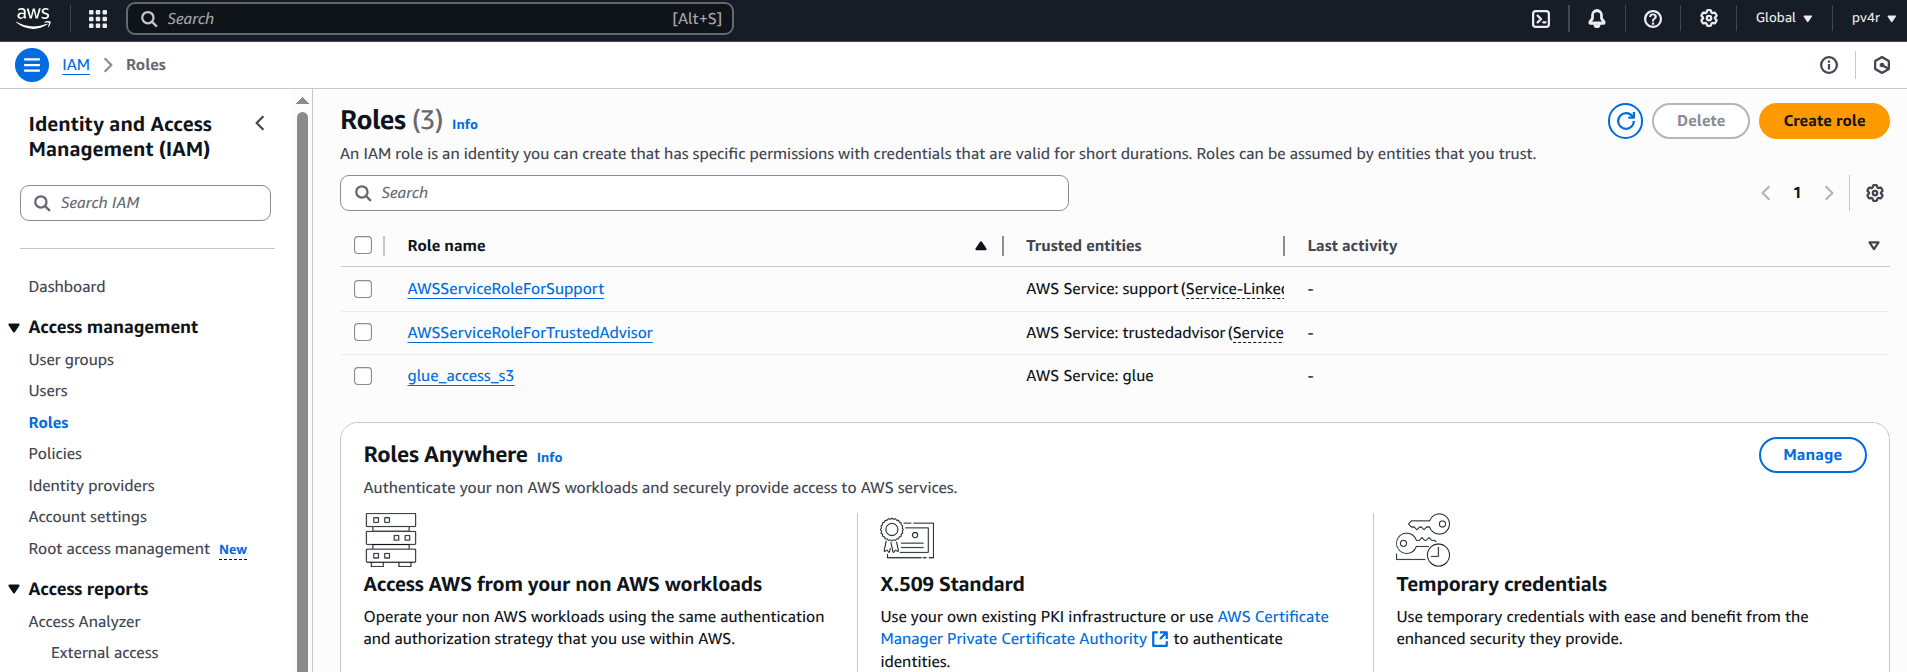 aws
Search [Alt+S]
Global
pv4r
IAM
Roles
Identity and Access
Management (IAM)
Search IAM
Dashboard
Access management
User groups
Users
Roles
Policies
Identity providers
Account settings
Root access management New
Access reports
Access Analyzer
External access
Roles (3) Info
Delete
Create role
An IAM role is an identity you can create that has specific permissions with credentials that are valid for short durations. Roles can be assumed by entities that you trust.
Search
1
Role name Trusted entities Last activity
AWSServiceRoleForSupport AWS Service: support (Service-Linked -
AWSServiceRoleForTrustedAdvisor AWS Service: trustedadvisor (Service -
glue_access_s3 AWS Service: glue -
Roles Anywhere Info
Manage
Authenticate your non AWS workloads and securely provide access to AWS services.
Access AWS from your non AWS workloads
Operate your non AWS workloads using the same authentication
and authorization strategy that you use within AWS.
X.509 Standard
Use your own existing PKI infrastructure or use AWS Certificate
Manager Private Certificate Authority to authenticate
identities.
Temporary credentials
Use temporary credentials with ease and benefit from the
enhanced security they provide.